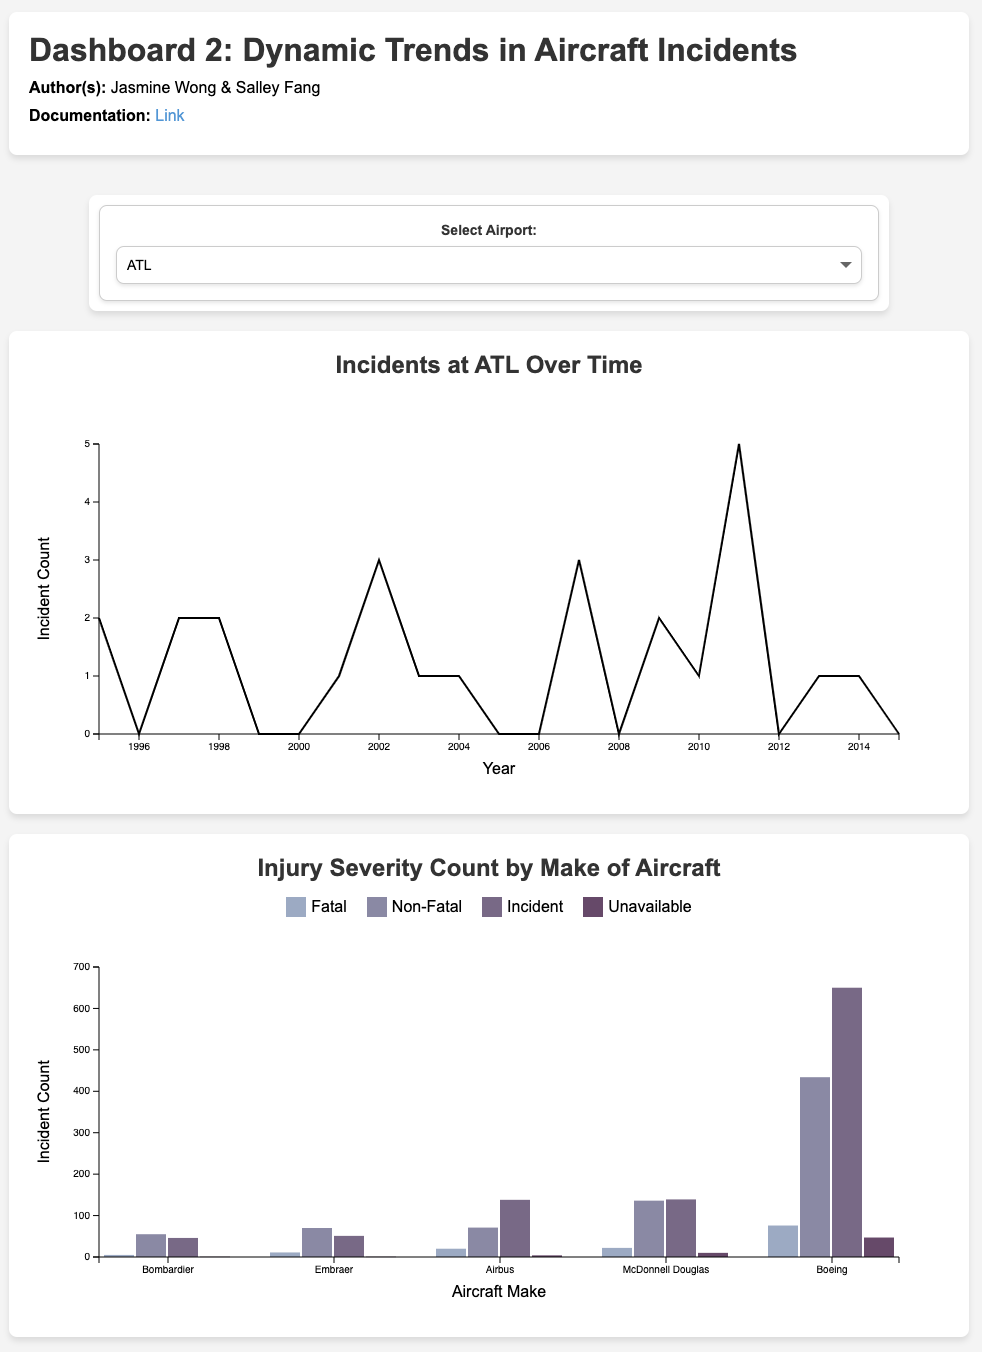 Dashboard 2: Dynamic Trends in Aircraft Incidents
Author(s): Jasmine Wong & Salley Fang
Documentation: Link
Select Airport:
ATL
Incidents at ATL Over Time
5
4
3
2
1
0
Incident Count
1996 1998 2000 2002 2004 2006 2008 2010 2012 2014
Year
Injury Severity Count by Make of Aircraft
Fatal Non-Fatal Incident Unavailable
700
600
500
400
300
200
100
0
Incident Count
Bombardier Embraer Airbus McDonnell Douglas Boeing
Aircraft Make